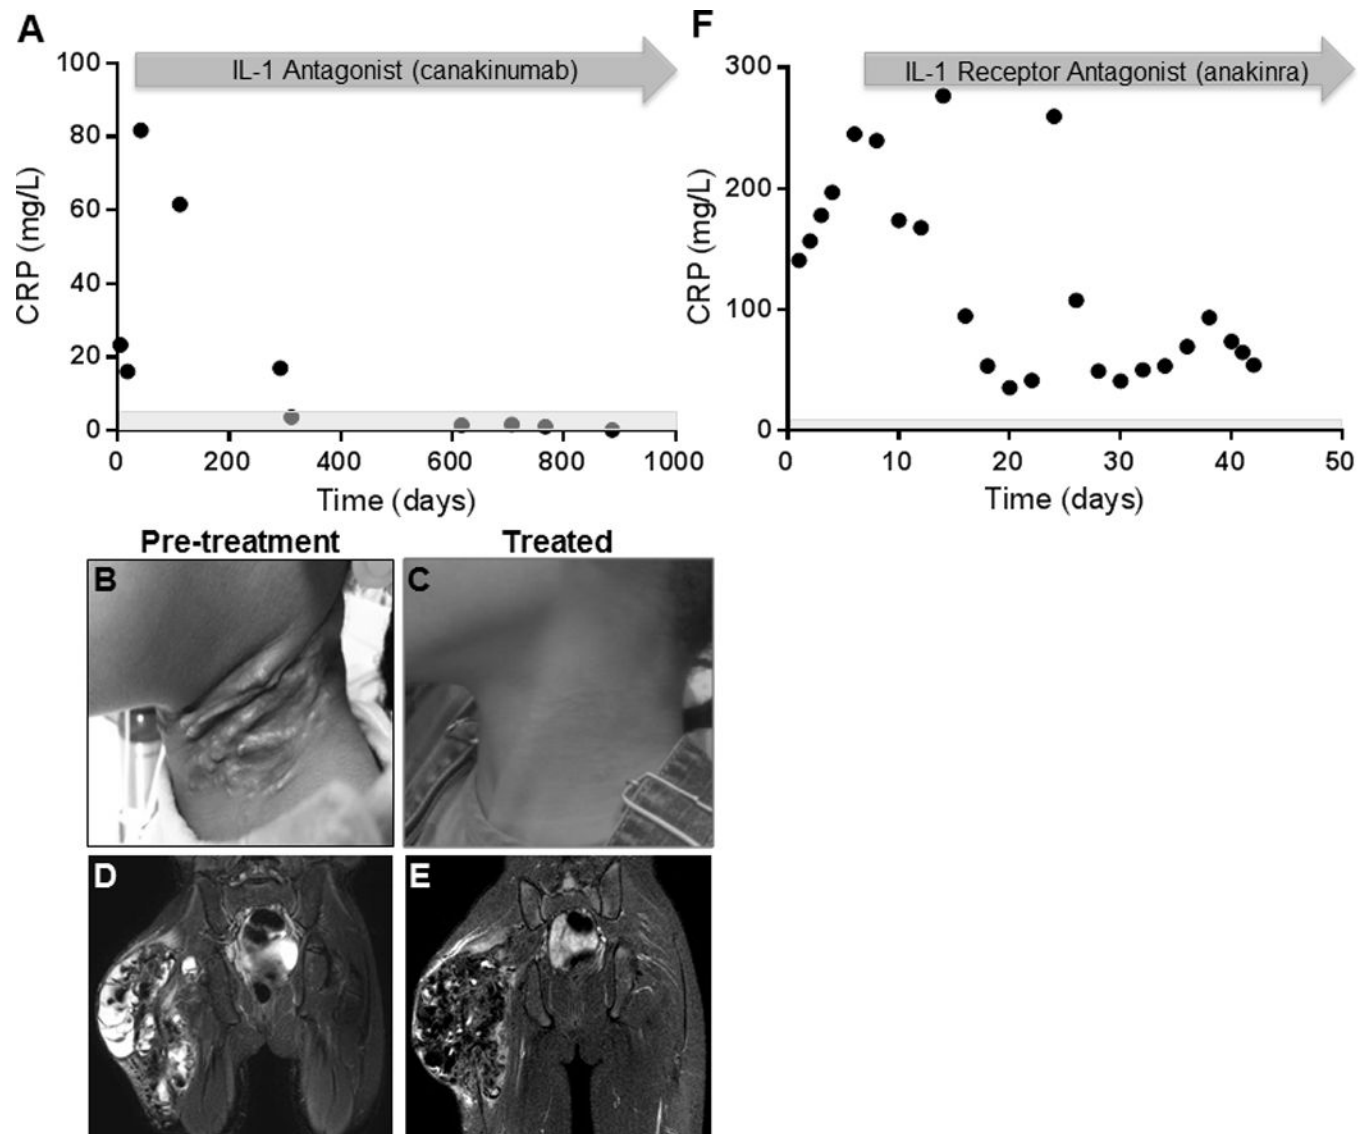 A
IL-1 Antagonist (canakinumab)
100
80
60
40
20
0
CRP (mg/L)
0 200 400 600 800 1000
Time (days)
F
IL-1 Receptor Antagonist (anakinra)
300
200
100
0
CRP (mg/L)
0 10 20 30 40 50
Time (days)
Pre-treatment Treated
B C
D E